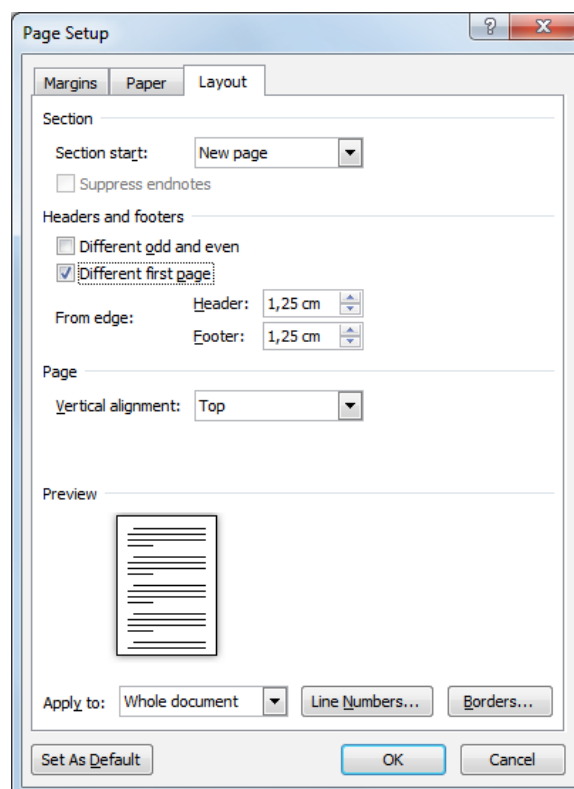 Page Setup
Margins Paper Layout
Section
Section start: New page
Suppress endnotes
Headers and footers
Different odd and even
Different first page
From edge:
Header: 1,25 cm
Footer: 1,25 cm
Page
Vertical alignment: Top
Preview
Apply to: Whole document Line Numbers... Borders...
Set As Default OK Cancel